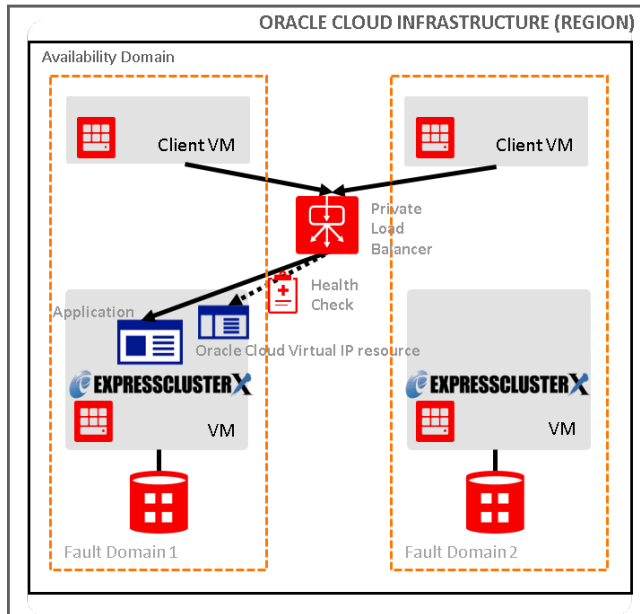 ORACLE CLOUD INFRASTRUCTURE (REGION)
Availability Domain
Client VM
Client VM
Private
Load
Balancer
Health
Check
Application
Oracle Cloud Virtual IP resource
EXPRESSCLUSTER X
VM
EXPRESSCLUSTER X
VM
Fault Domain 1
Fault Domain 2